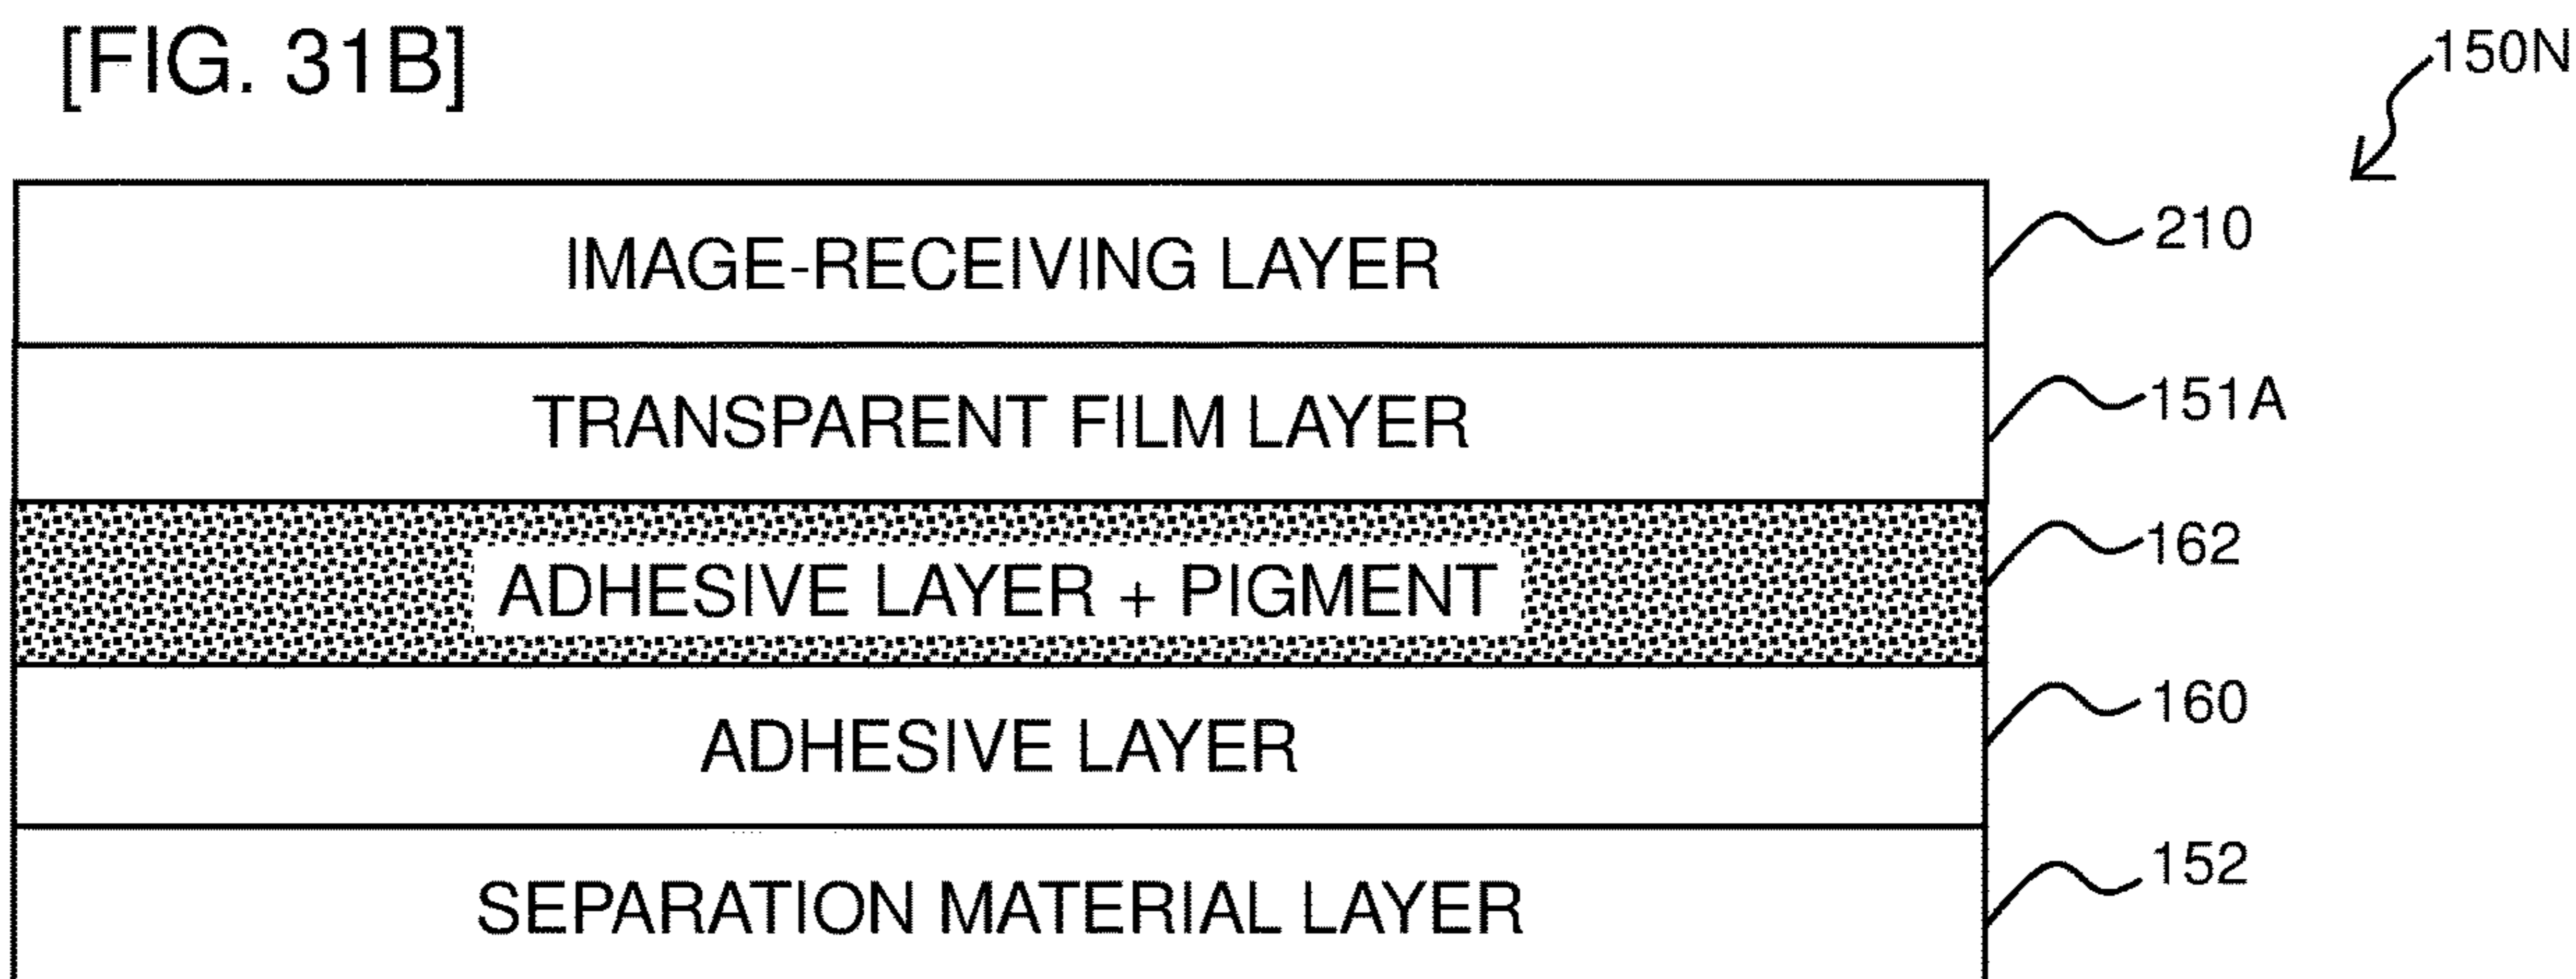 [FIG. 31B]
150N
IMAGE-RECEIVING LAYER
210
TRANSPARENT FILM LAYER
151A
ADHESIVE LAYER + PIGMENT
162
ADHESIVE LAYER
160
SEPARATION MATERIAL LAYER
152